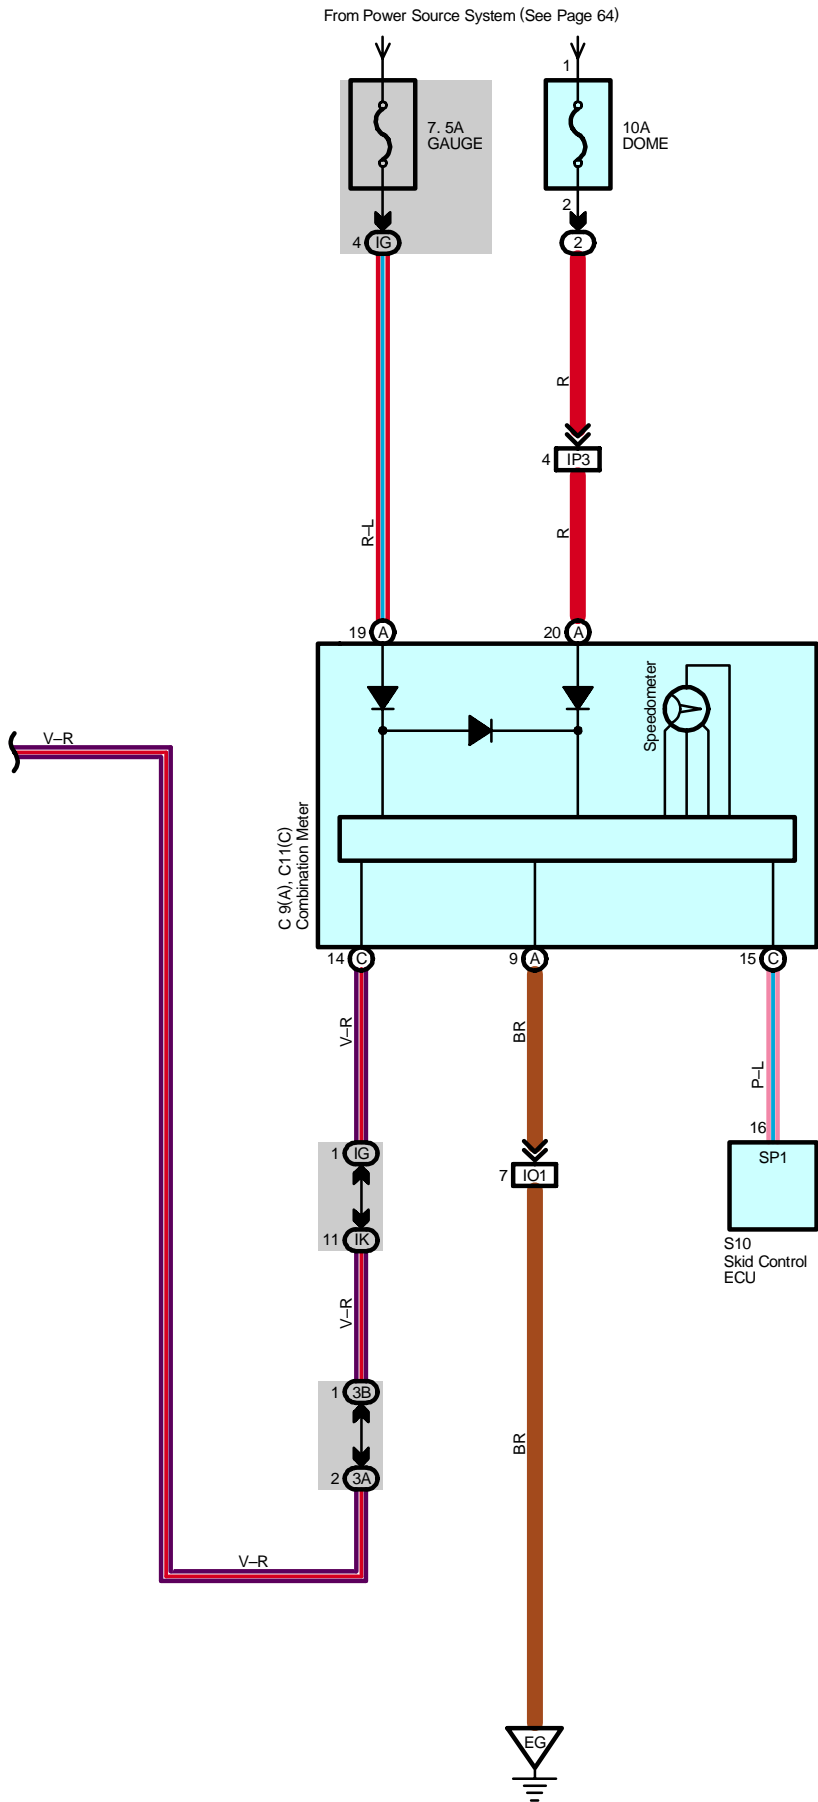 From Power Source System (See Page 64)
1
7. 5A
GAUGE
10A
DOME
2
4 IG
2
R
4 IP3
R–L
R
19 A
20 A
Speedometer
V–R
C 9(A), C11(C)
Combination Meter
14 C
9 A
15 C
V–R
BR
P–L
16
1 IG
SP1
7 IO1
11 IK
S10
Skid Control
ECU
V–R
1 3B
BR
2 3A
V–R
EG